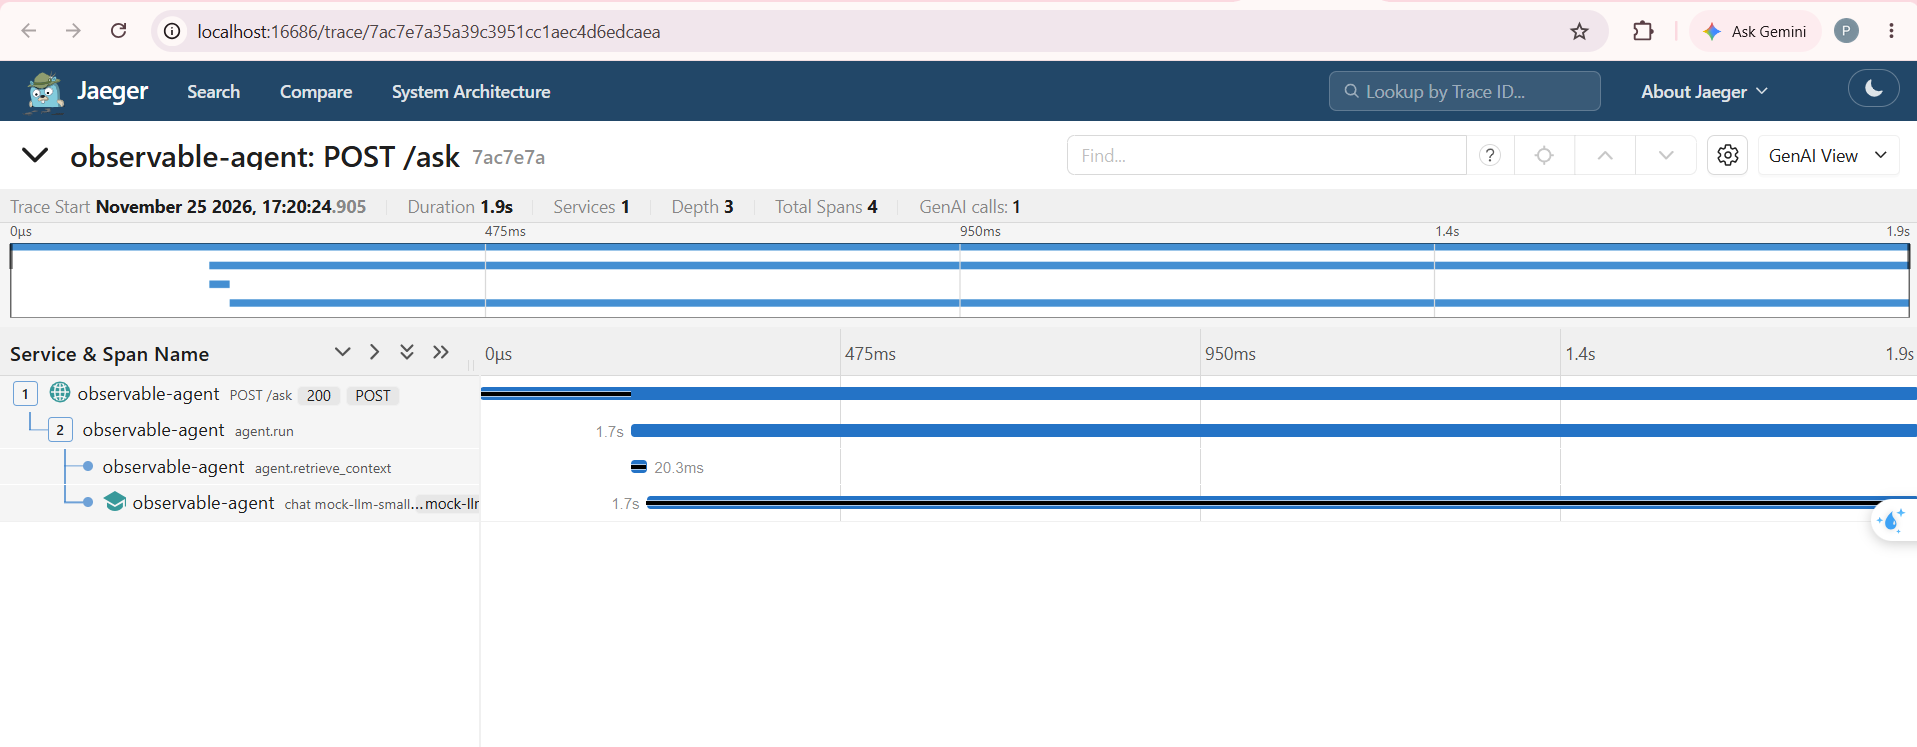 localhost:16686/trace/7ac7e7a35a39c3951cc1aec4d6edcaea
Ask Gemini
P
Jaeger Search Compare System Architecture Lookup by Trace ID... About Jaeger
observable-agent: POST /ask 7ac7e7a Find... ? GenAI View
Trace Start November 25 2026, 17:20:24.905 Duration 1.9s Services 1 Depth 3 Total Spans 4 GenAI calls: 1
0μs 475ms 950ms 1.4s 1.9s
Service & Span Name 0μs 475ms 950ms 1.4s 1.9s
1 observable-agent POST /ask 200 POST
2 observable-agent agent.run 1.7s
observable-agent agent.retrieve_context 20.3ms
observable-agent chat mock-llm-small... mock-llm 1.7s